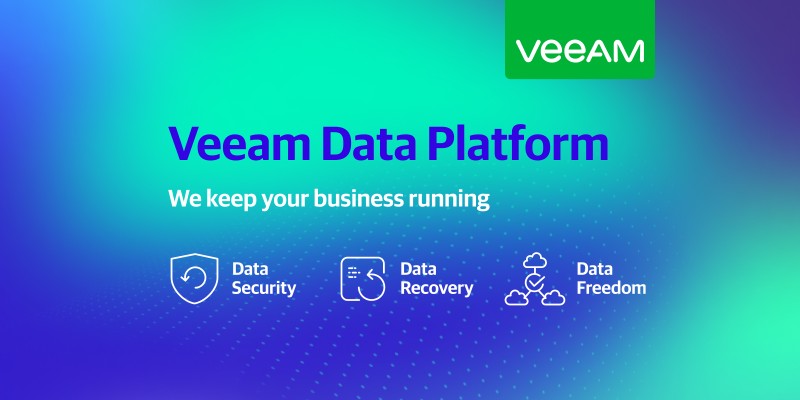 veeAM
Veeam Data Platform
We keep your business running
Data
Security
Data
Recovery
Data
Freedom